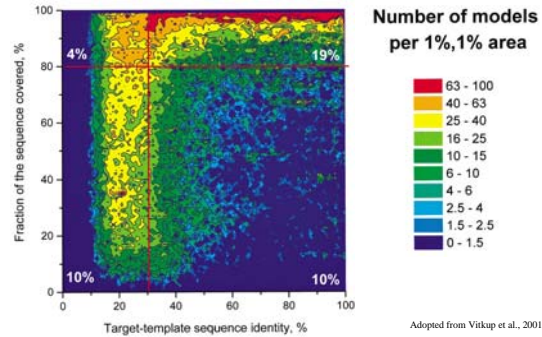 Number of models
per 1%,1% area
Fraction of the sequence covered, %
100
80
60
40
20
0
4%
19%
10%
10%
0
20
40
60
80
100
Target-template sequence identity, %
63 - 100
40 - 63
25 - 40
16 - 25
10 - 15
6 - 10
4 - 6
2.5 - 4
1.5 - 2.5
0 - 1.5
Adopted from Vitkup et al., 2001